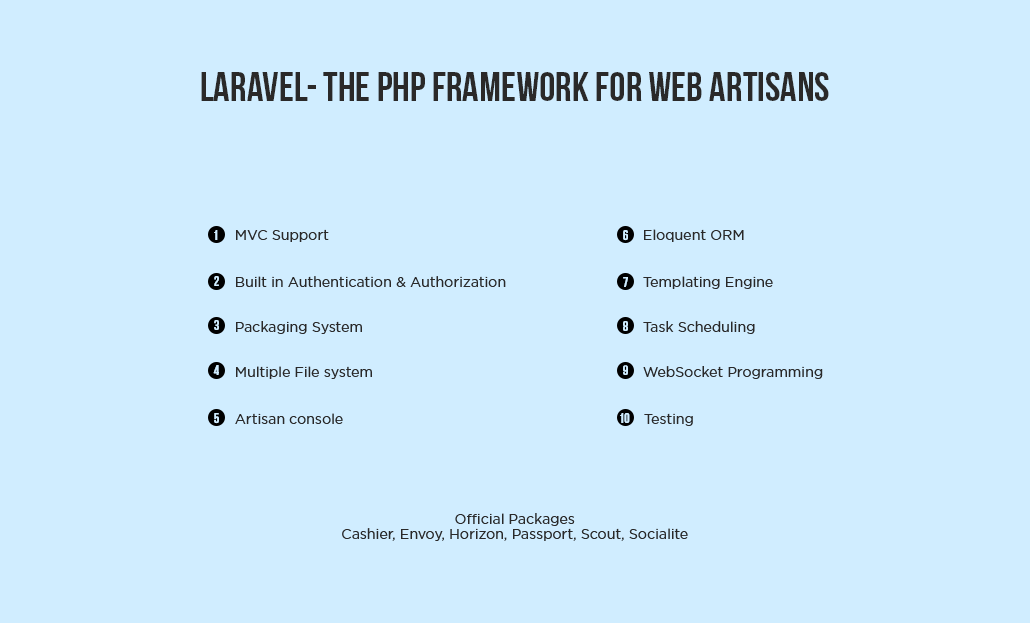 LARAVEL- THE PHP FRAMEWORK FOR WEB ARTISANS
1 MVC Support
2 Built in Authentication & Authorization
3 Packaging System
4 Multiple File system
5 Artisan console
6 Eloquent ORM
7 Templating Engine
8 Task Scheduling
9 WebSocket Programming
10 Testing
Official Packages
Cashier, Envoy, Horizon, Passport, Scout, Socialite